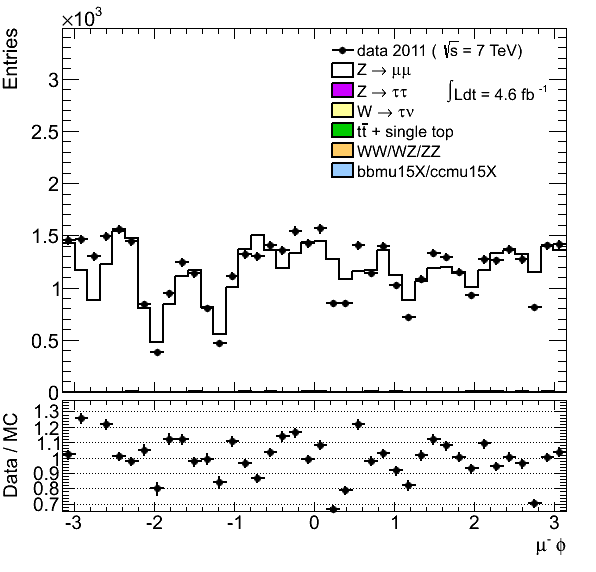 ×10³
Entries
3
2.5
2
1.5
1
0.5
0
data 2011 ( √s = 7 TeV)
Z → μμ
Z → ττ
W → τν
tt̄ + single top
WW/WZ/ZZ
bbmu15X/ccmu15X
∫Ldt = 4.6 fb⁻¹
Data / MC
1.3
1.2
1.1
1
0.9
0.8
0.7
-3 -2 -1 0 1 2 3
μ⁻ ϕ